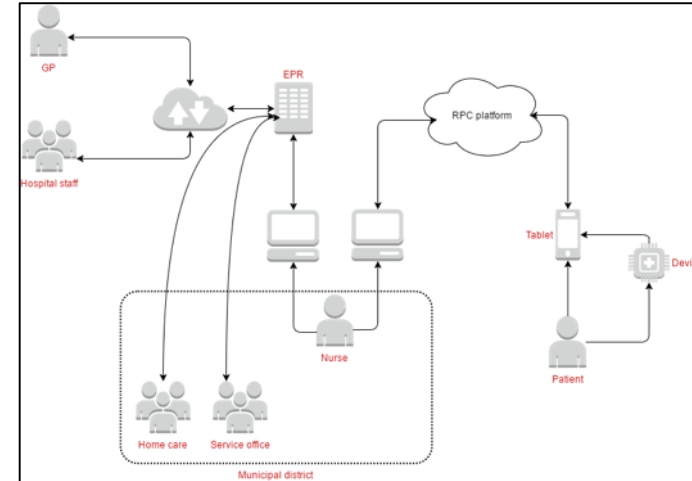 GP
EPR
RPC platform
Hospital staff
Tablet
Devi
Nurse
Patient
Home care
Service office
Municipal district